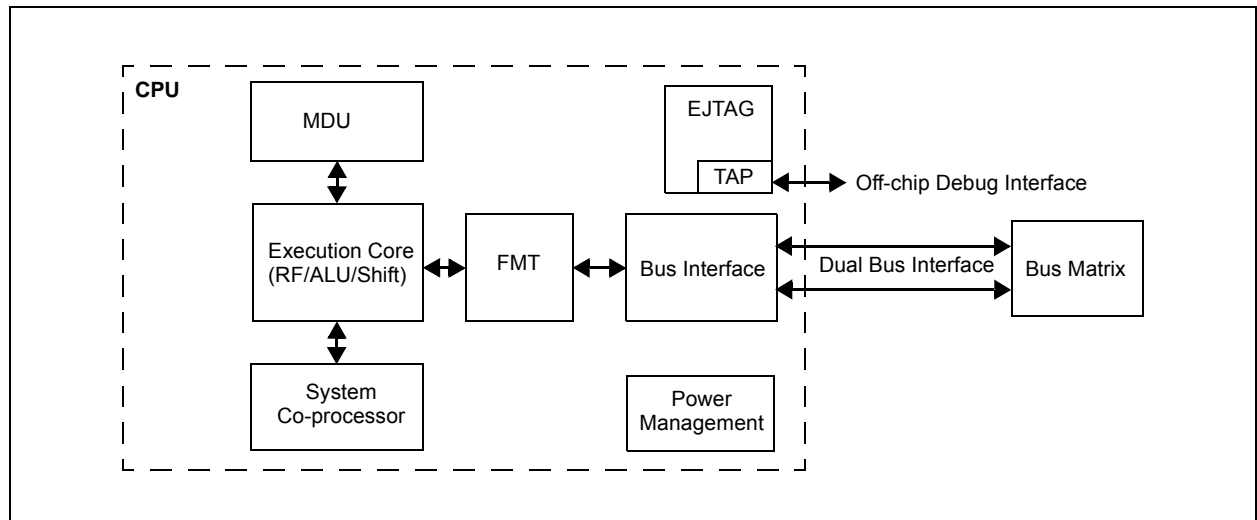 CPU
MDU
EJTAG
TAP
Off-chip Debug Interface
Execution Core
(RF/ALU/Shift)
FMT
Bus Interface
Dual Bus Interface
Bus Matrix
System
Co-processor
Power
Management